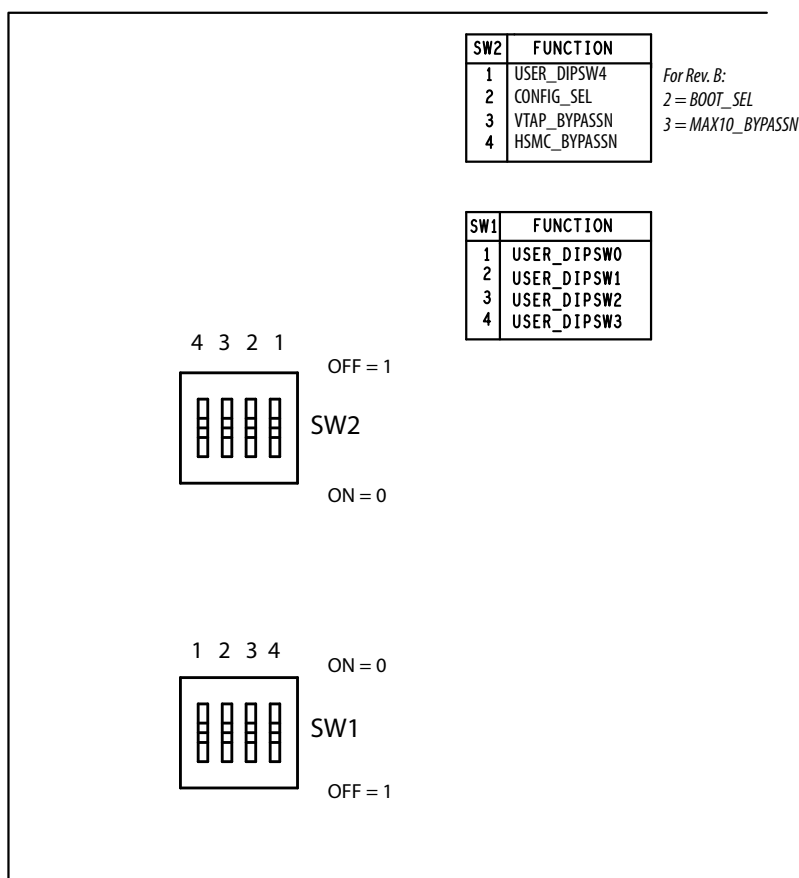 SW2 FUNCTION
1 USER_DIPSW4
2 CONFIG_SEL
3 VTAP_BYPASSN
4 HSMC_BYPASSN
For Rev. B:
2 = BOOT_SEL
3 = MAX10_BYPASSN
SW1 FUNCTION
1 USER_DIPSW0
2 USER_DIPSW1
3 USER_DIPSW2
4 USER_DIPSW3
4 3 2 1
OFF = 1
SW2
ON = 0
1 2 3 4
ON = 0
SW1
OFF = 1